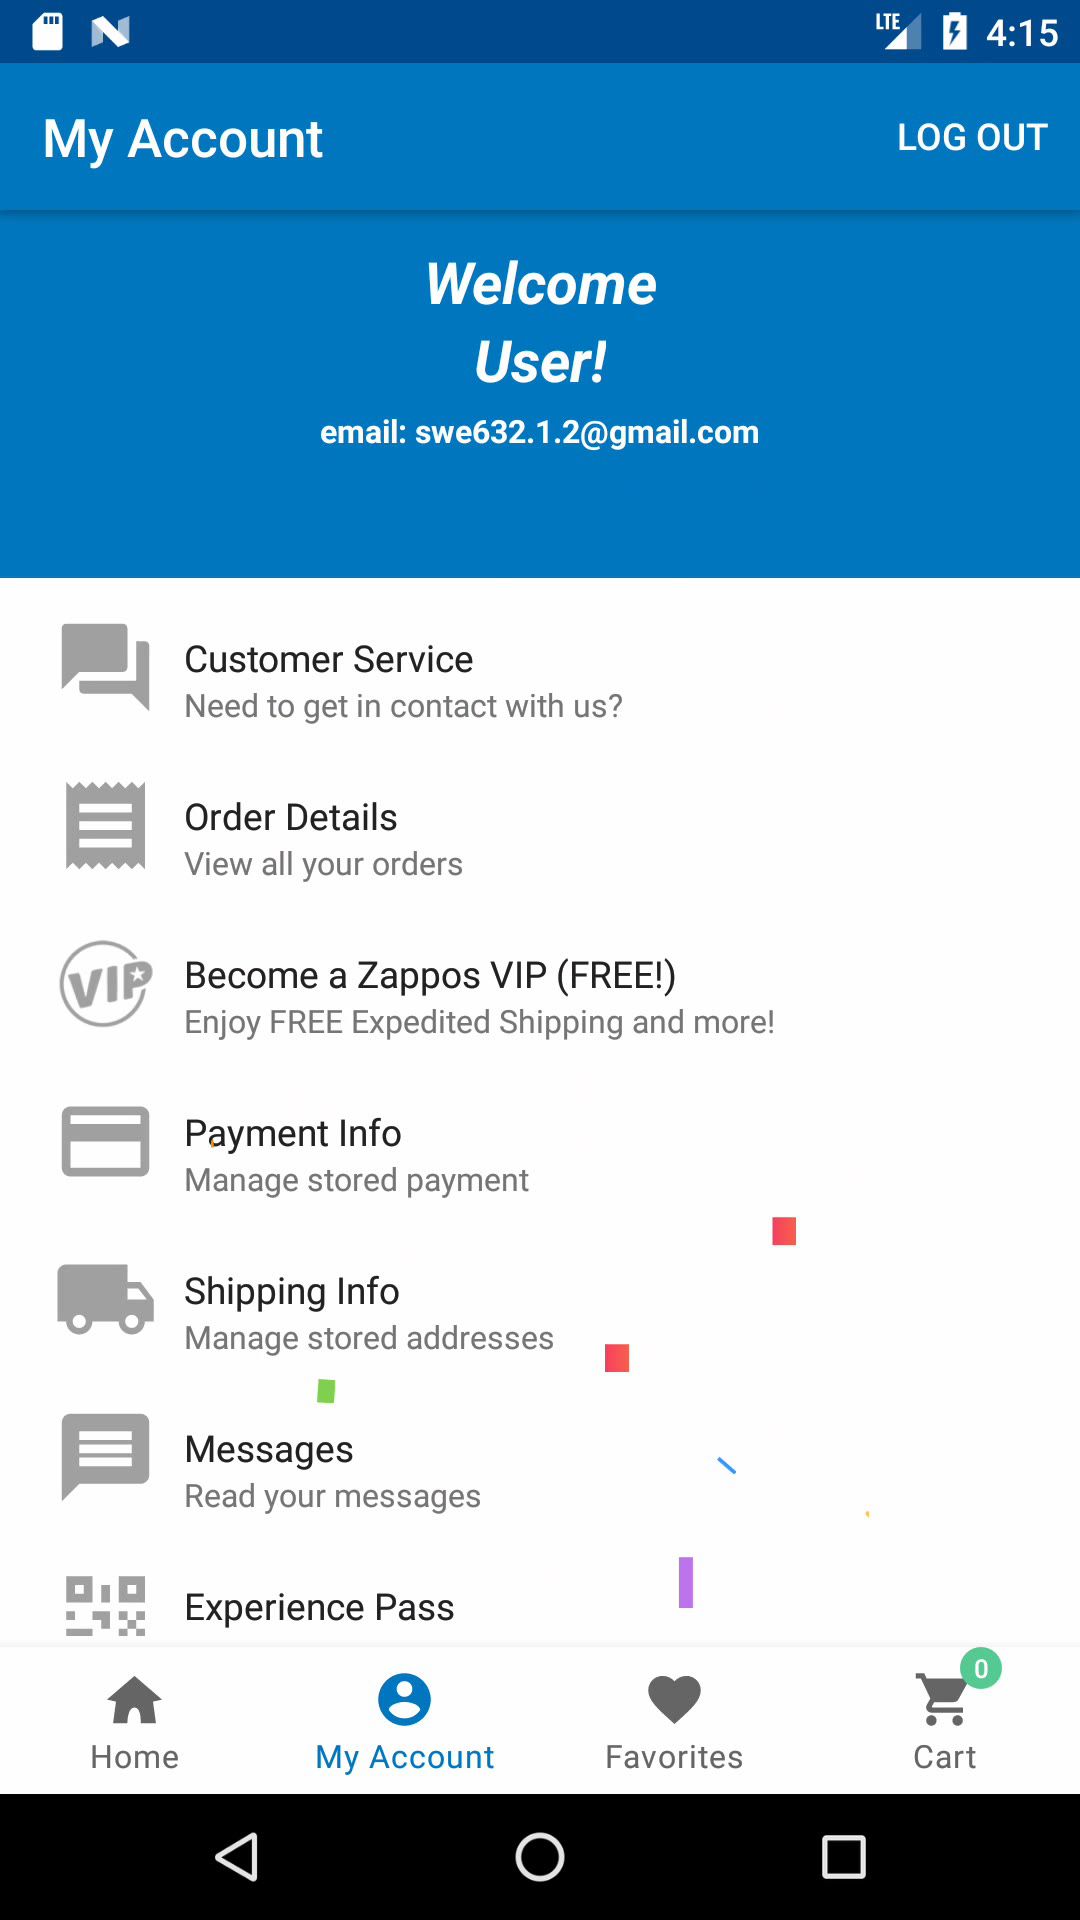 LTE 4:15
My Account LOG OUT
Welcome
User!
email: swe632.1.2@gmail.com
Customer Service
Need to get in contact with us?
Order Details
View all your orders
VIP
Become a Zappos VIP (FREE!)
Enjoy FREE Expedited Shipping and more!
Payment Info
Manage stored payment
Shipping Info
Manage stored addresses
Messages
Read your messages
Experience Pass
0
Home My Account Favorites Cart